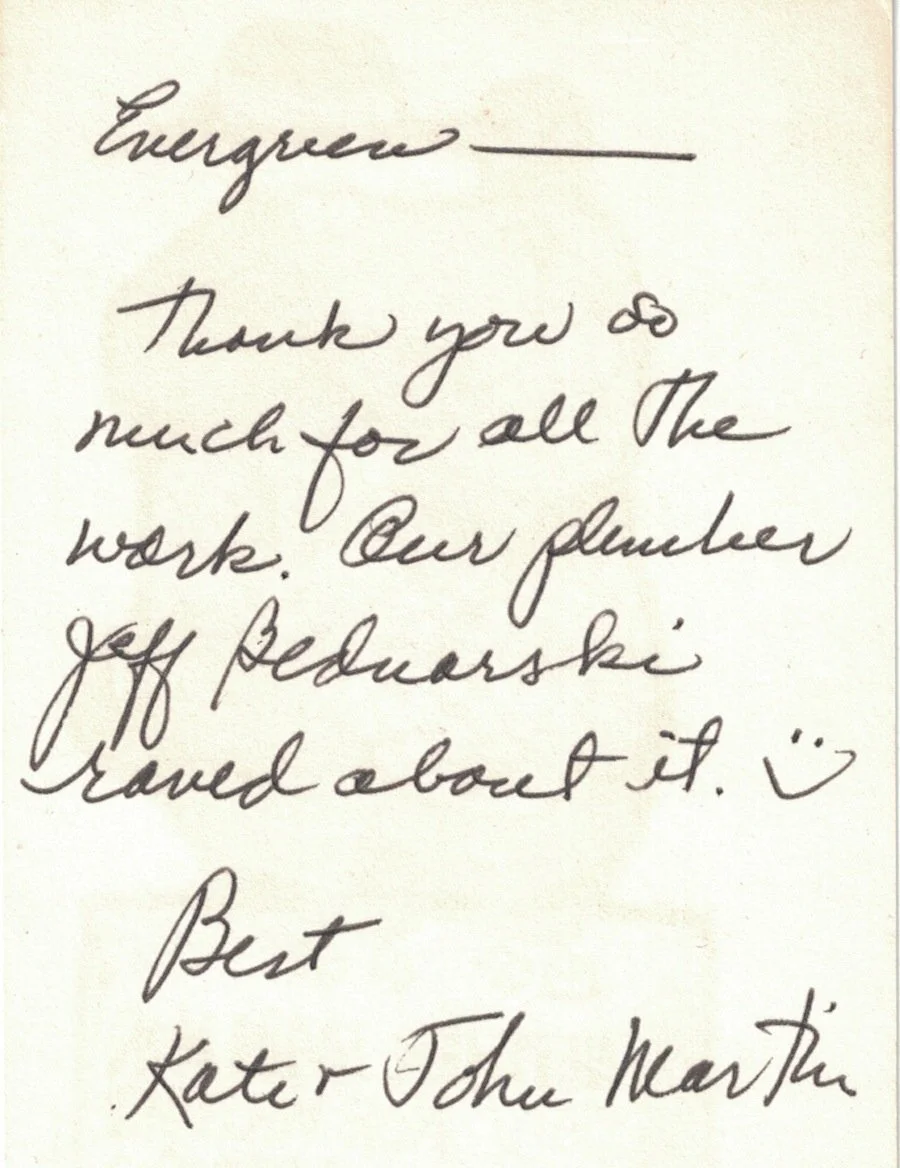 Evergreen —
Thank you so
much for all the
work. Our plumber
Jeff Bednarski
raved about it. :)
Best
Kate + John Martin